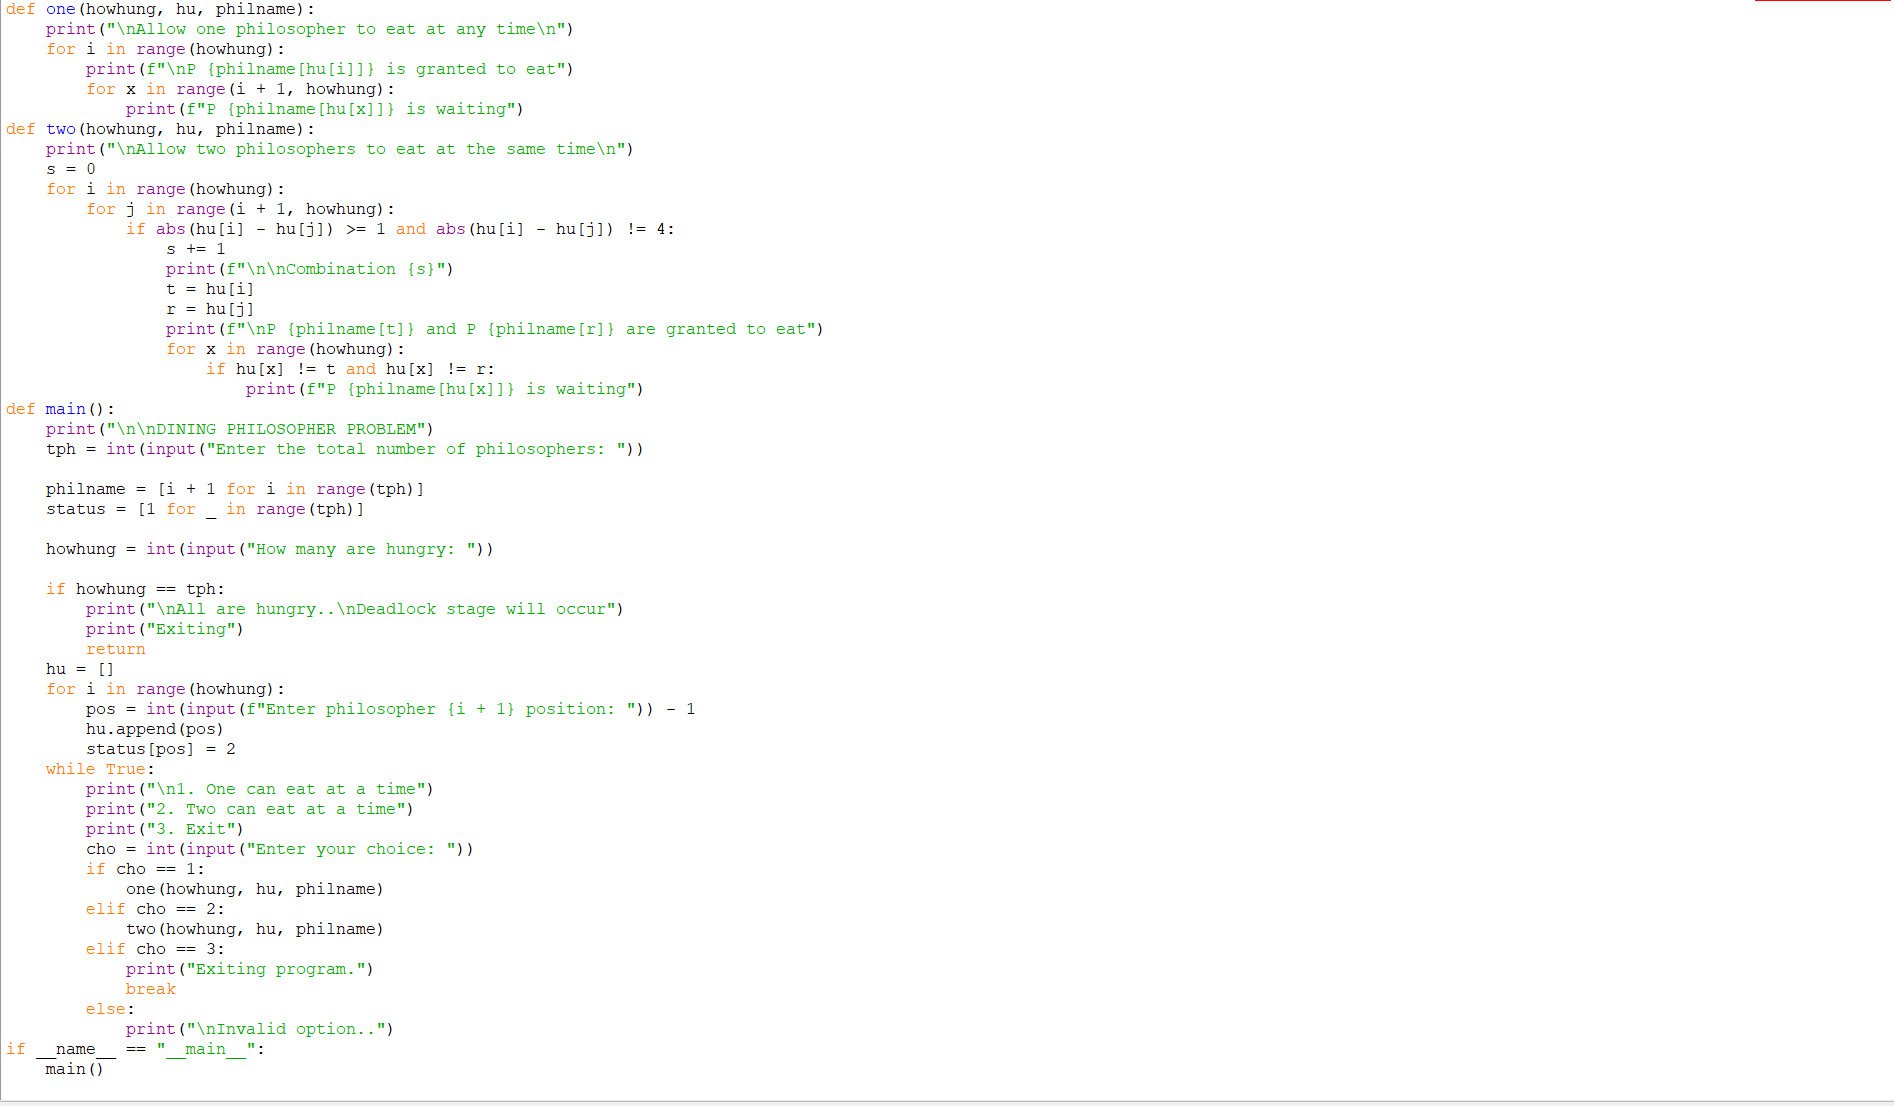 def one(howhung, hu, philname):
    print("\nAllow one philosopher to eat at any time\n")
    for i in range(howhung):
        print(f"\nP {philname[hu[i]]} is granted to eat")
        for x in range(i + 1, howhung):
            print(f"P {philname[hu[x]]} is waiting")
def two(howhung, hu, philname):
    print("\nAllow two philosophers to eat at the same time\n")
    s = 0
    for i in range(howhung):
        for j in range(i + 1, howhung):
            if abs(hu[i] - hu[j]) >= 1 and abs(hu[i] - hu[j]) != 4:
                s += 1
                print(f"\n\nCombination {s}")
                t = hu[i]
                r = hu[j]
                print(f"\nP {philname[t]} and P {philname[r]} are granted to eat")
                for x in range(howhung):
                    if hu[x] != t and hu[x] != r:
                        print(f"P {philname[hu[x]]} is waiting")
def main():
    print("\n\nDINING PHILOSOPHER PROBLEM")
    tph = int(input("Enter the total number of philosophers: "))

    philname = [i + 1 for i in range(tph)]
    status = [1 for _ in range(tph)]

    howhung = int(input("How many are hungry: "))

    if howhung == tph:
        print("\nAll are hungry..\nDeadlock stage will occur")
        print("Exiting")
        return
    hu = []
    for i in range(howhung):
        pos = int(input(f"Enter philosopher {i + 1} position: ")) - 1
        hu.append(pos)
        status[pos] = 2
    while True:
        print("\n1. One can eat at a time")
        print("2. Two can eat at a time")
        print("3. Exit")
        cho = int(input("Enter your choice: "))
        if cho == 1:
            one(howhung, hu, philname)
        elif cho == 2:
            two(howhung, hu, philname)
        elif cho == 3:
            print("Exiting program.")
            break
        else:
            print("\nInvalid option..")
if __name__ == "__main__":
    main()